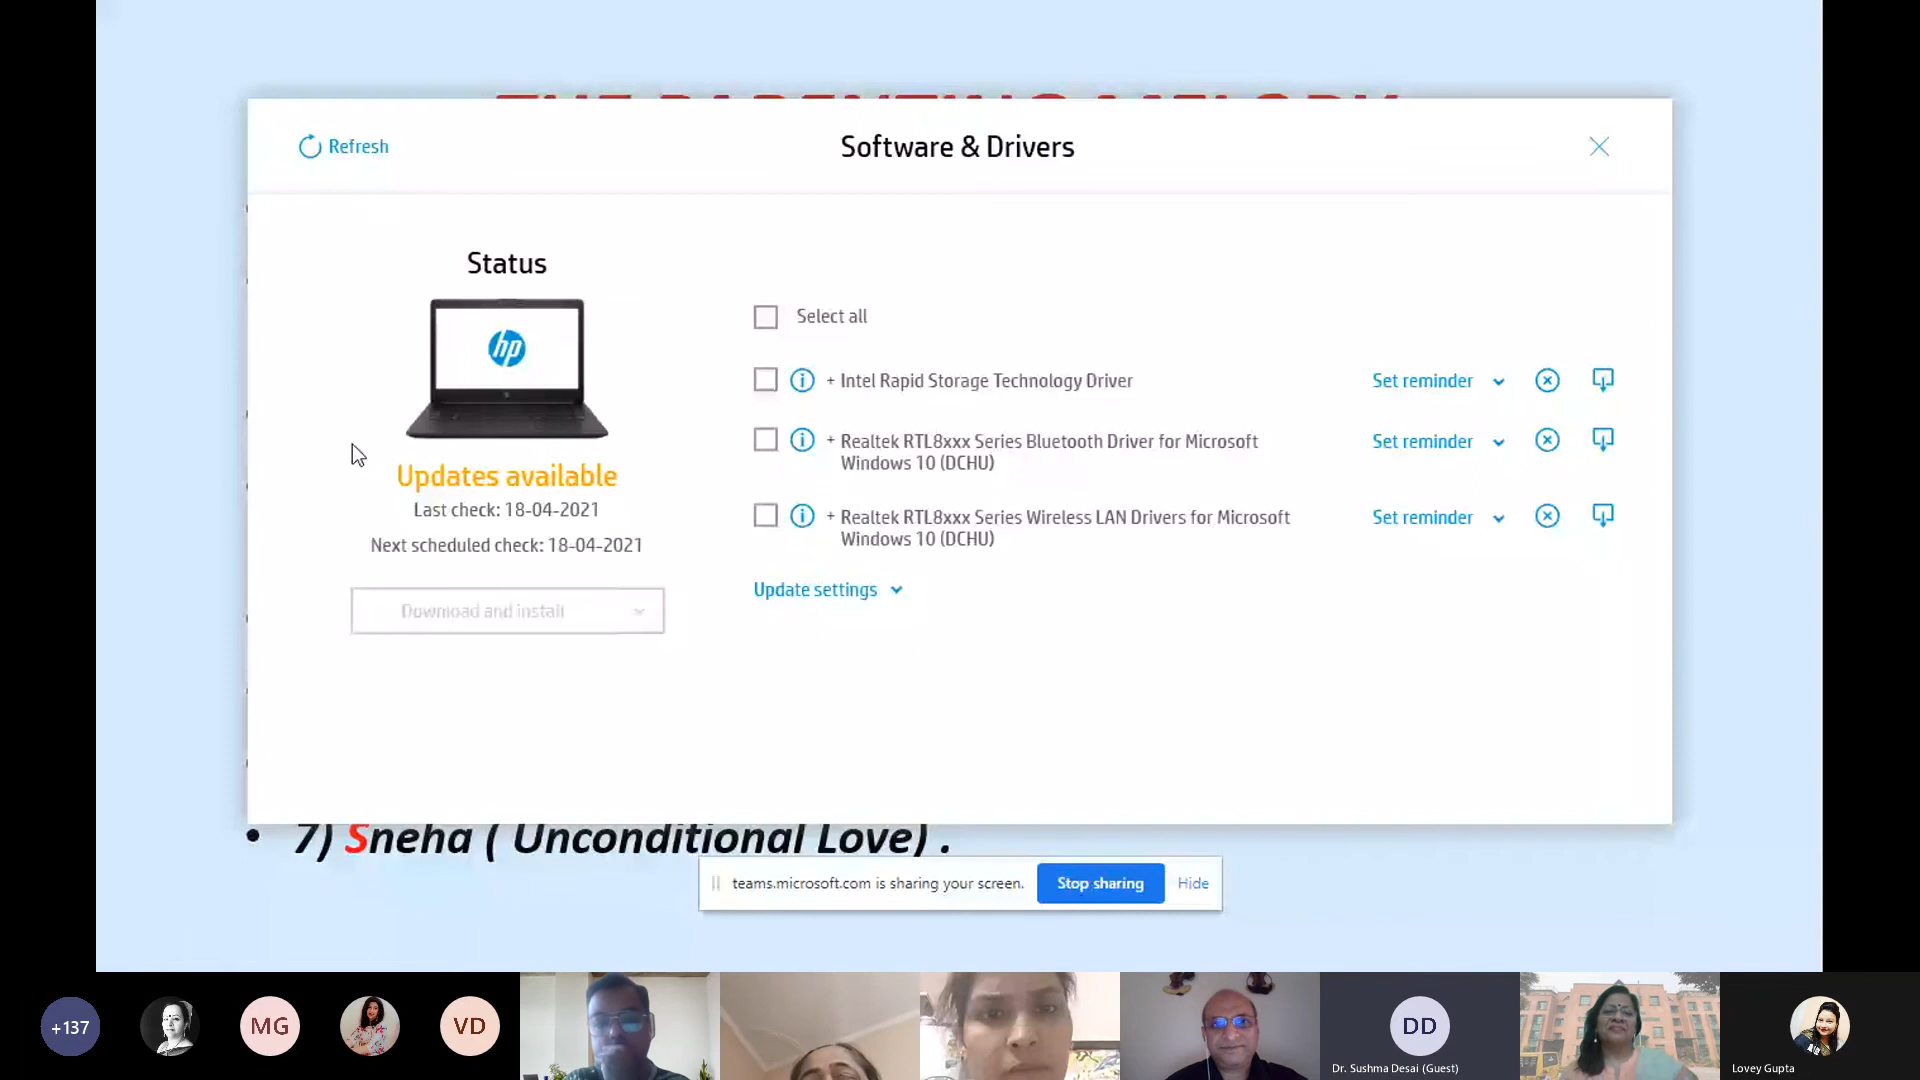 Refresh
Software & Drivers
Status
hp
Updates available
Last check: 18-04-2021
Next scheduled check: 18-04-2021
Download and install
Select all
+ Intel Rapid Storage Technology Driver
Set reminder
+ Realtek RTL8xxx Series Bluetooth Driver for Microsoft
Windows 10 (DCHU)
Set reminder
+ Realtek RTL8xxx Series Wireless LAN Drivers for Microsoft
Windows 10 (DCHU)
Set reminder
Update settings
• 7) Sneha ( Unconditional Love) .
teams.microsoft.com is sharing your screen.
Stop sharing
Hide
+137
MG
VD
DD
Dr. Sushma Desai (Guest)
Lovey Gupta